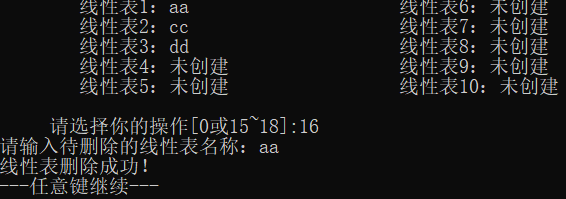 线性表1: aa 线性表6: 未创建
线性表2: cc 线性表7: 未创建
线性表3: dd 线性表8: 未创建
线性表4: 未创建 线性表9: 未创建
线性表5: 未创建 线性表10: 未创建
请选择你的操作[0或15~18]:16
请输入待删除的线性表名称: aa
线性表删除成功!
---任意键继续---